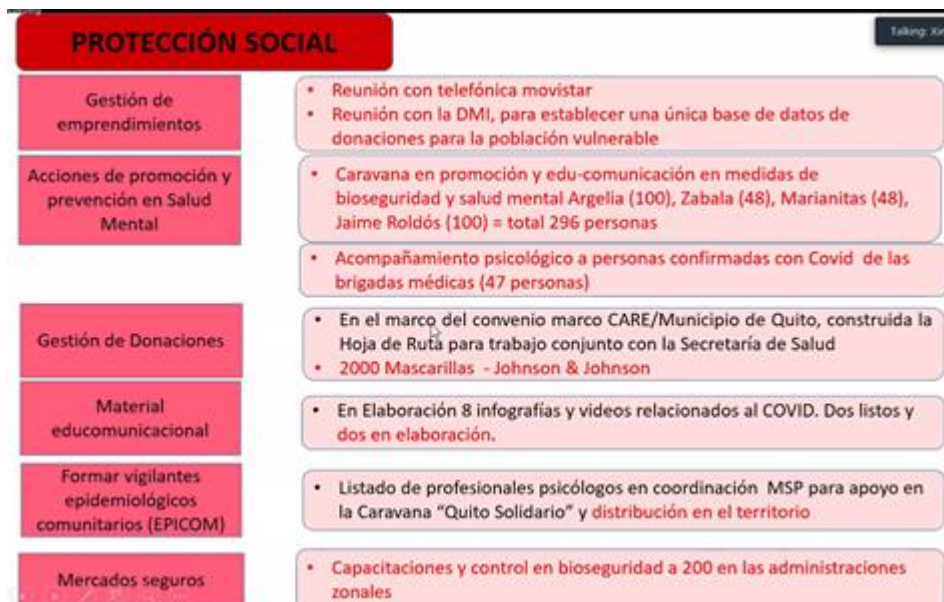 PROTECCIÓN SOCIAL
Talking:
Gestión de
emprendimientos
• Reunión con telefónica movistar
• Reunión con la DMI, para establecer una única base de datos de
donaciones para la población vulnerable
Acciones de promoción y
prevención en Salud
Mental
• Caravana en promoción y edu-comunicación en medidas de
bioseguridad y salud mental Argelia (100), Zabala (48), Marianitas (48),
Jaime Roldós (100) = total 296 personas
• Acompañamiento psicológico a personas confirmadas con Covid de las
brigadas médicas (47 personas)
Gestión de Donaciones
• En el marco del convenio marco CARE/Municipio de Quito, construida la
Hoja de Ruta para trabajo conjunto con la Secretaría de Salud
• 2000 Mascarillas - Johnson & Johnson
Material
educomunicacional
• En Elaboración 8 infografías y videos relacionados al COVID. Dos listos y
dos en elaboración.
Formar vigilantes
epidemiológicos
comunitarios (EPICOM)
• Listado de profesionales psicólogos en coordinación MSP para apoyo en
la Caravana “Quito Solidario” y distribución en el territorio
Mercados seguros
• Capacitaciones y control en bioseguridad a 200 en las administraciones
zonales